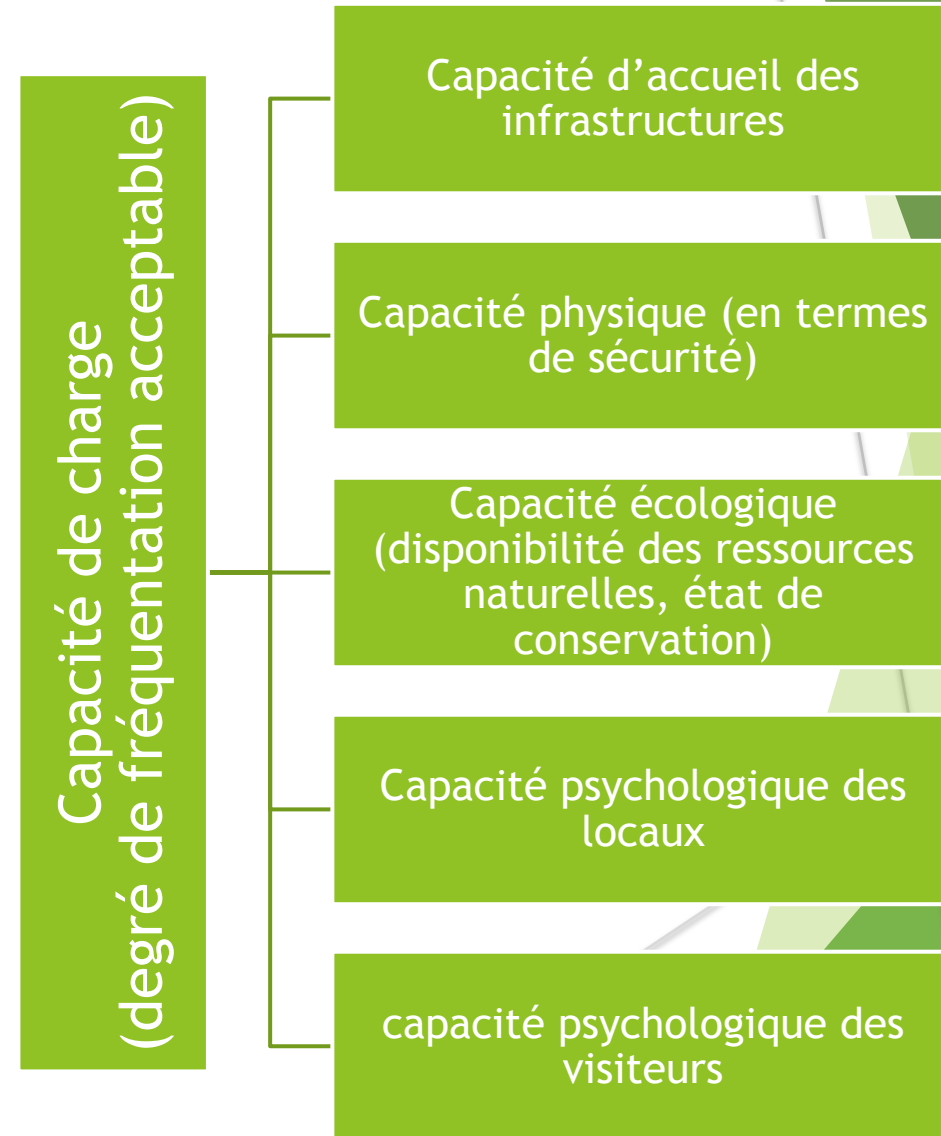 Capacité de charge
(degré de fréquentation acceptable)
Capacité d’accueil des
infrastructures
Capacité physique (en termes
de sécurité)
Capacité écologique
(disponibilité des ressources
naturelles, état de
conservation)
Capacité psychologique des
locaux
capacité psychologique des
visiteurs